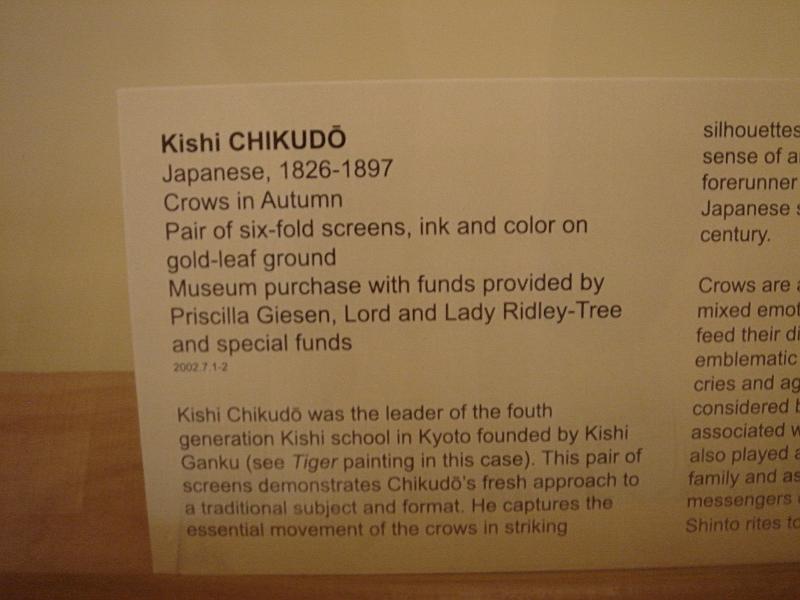 Kishi CHIKUDŌ
Japanese, 1826-1897
Crows in Autumn
Pair of six-fold screens, ink and color on
gold-leaf ground
Museum purchase with funds provided by
Priscilla Giesen, Lord and Lady Ridley-Tree
and special funds
2002.7.1-2
Kishi Chikudō was the leader of the fouth
generation Kishi school in Kyoto founded by Kishi
Ganku (see Tiger painting in this case). This pair of
screens demonstrates Chikudō's fresh approach to
a traditional subject and format. He captures the
essential movement of the crows in striking
silhouettes
sense of
forerunner
Japanese
century.
Crows are
mixed
feed their
emblematic
cries and
considered
associated
also played
family and
messengers
Shinto rites